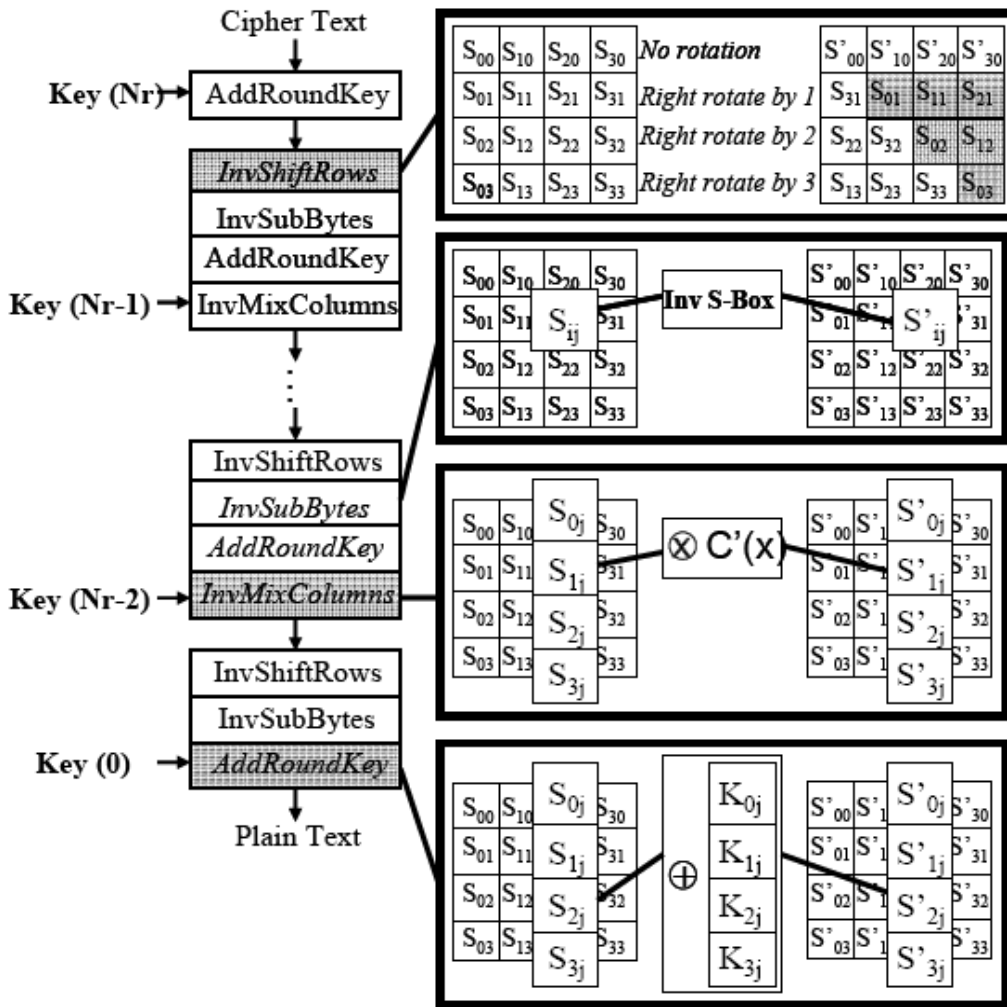 Cipher Text
Key (Nr)
AddRoundKey
InvShiftRows
InvSubBytes
AddRoundKey
Key (Nr-1)
InvMixColumns
InvShiftRows
InvSubBytes
AddRoundKey
Key (Nr-2)
InvMixColumns
InvShiftRows
InvSubBytes
Key (0)
AddRoundKey
Plain Text
S00 S10 S20 S30 No rotation S'00 S'10 S'20 S'30
S01 S11 S21 S31 Right rotate by 1 S31 S01 S11 S21
S02 S12 S22 S32 Right rotate by 2 S22 S32 S02 S12
S03 S13 S23 S33 Right rotate by 3 S13 S23 S33 S03
S00 S10 S20 S30 S'00 S'10 S'20 S'30
S01 S11 Sij S31 Inv S-Box S'01 S'ij S'31
S02 S12 S22 S32 S'02 S'12 S'22 S'32
S03 S13 S23 S33 S'03 S'13 S'23 S'33
S00 S10 S0j S30 S'00 S'0j S'30
S01 S11 S1j S31 ⊗ C'(x) S'01 S'1j S'31
S02 S12 S2j S32 S'02 S'2j S'32
S03 S13 S3j S33 S'03 S'3j S'33
S00 S10 S0j S30 K0j S'00 S'0j S'30
S01 S11 S1j S31 K1j S'01 S'1j S'31
S02 S12 S2j S32 ⊕ K2j S'02 S'2j S'32
S03 S13 S3j S33 K3j S'03 S'3j S'33